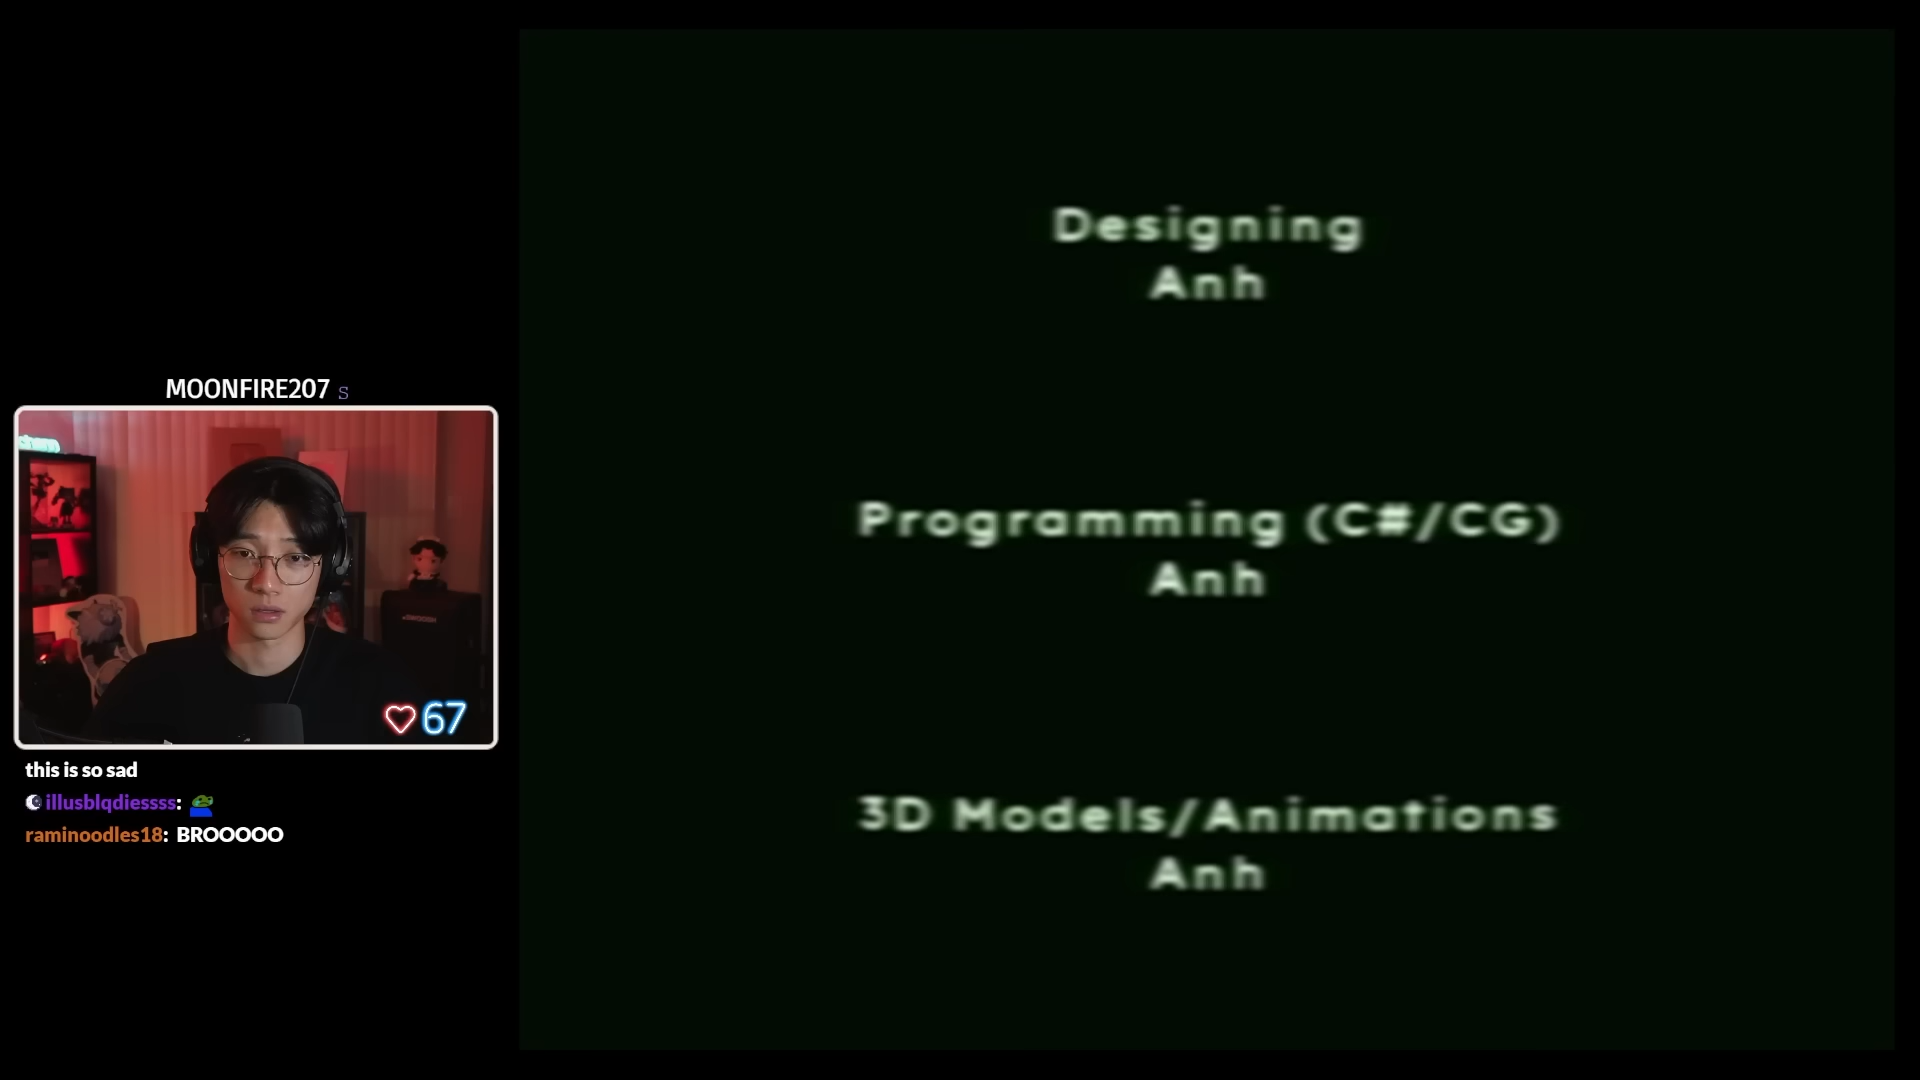 MOONFIRE207 s
67
this is so sad
illusblqdiessss:
raminoodles18: BROOOOO
Designing
Anh
Programming (C#/CG)
Anh
3D Models/Animations
Anh